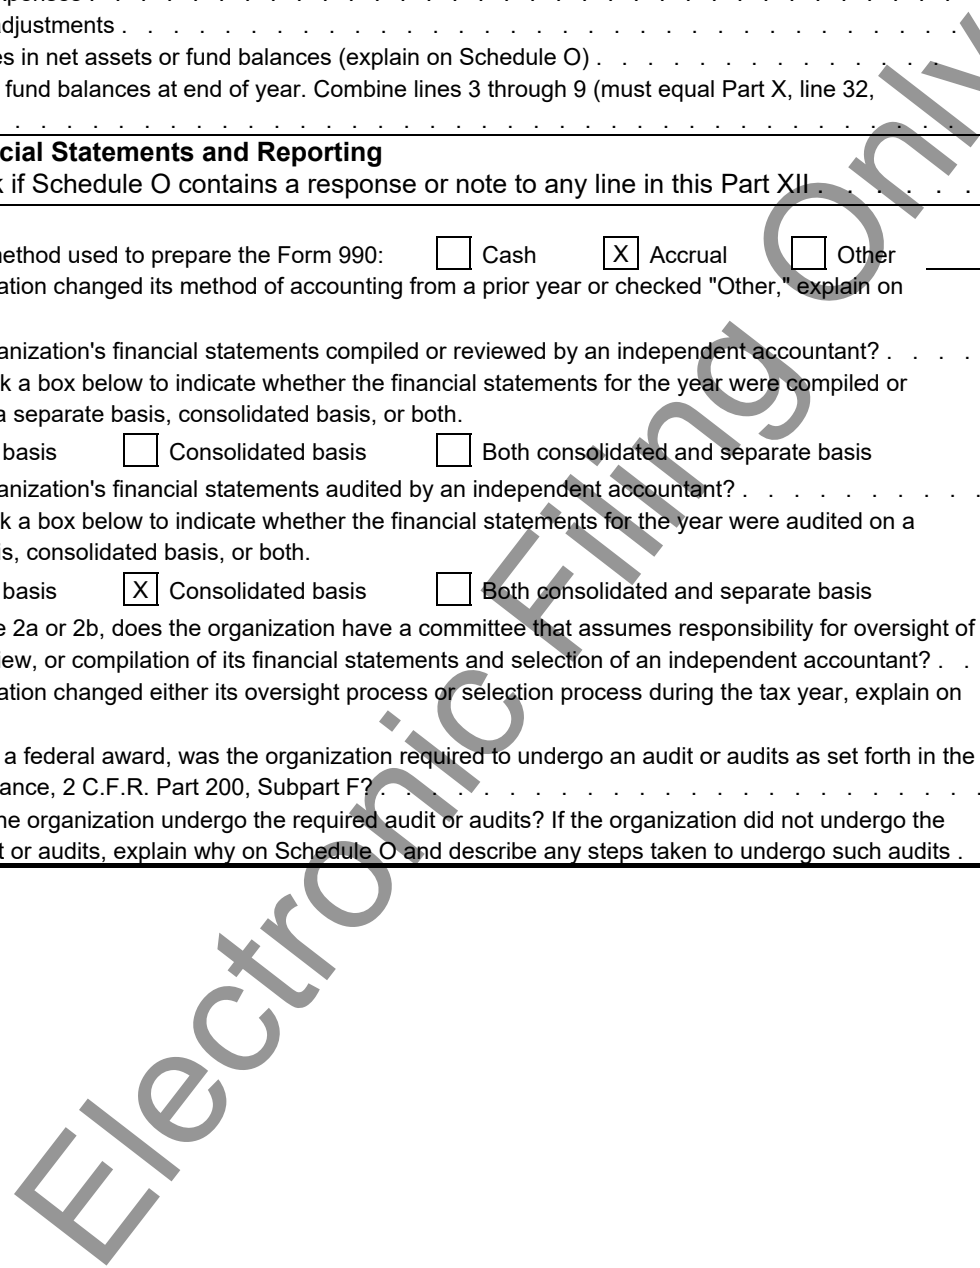 adjustments . . . . . . . . . . . . . . . . . . . . . . . . . . . . . . . . .
es in net assets or fund balances (explain on Schedule O) . . . . . . . . . . . . . .
fund balances at end of year. Combine lines 3 through 9 (must equal Part X, line 32,
. . . . . . . . . . . . . . . . . . . . . . . . . . . . . . . . . . . . .
cial Statements and Reporting
k if Schedule O contains a response or note to any line in this Part XII . . . . . .
method used to prepare the Form 990: Cash X Accrual Other
ation changed its method of accounting from a prior year or checked "Other," explain on
anization's financial statements compiled or reviewed by an independent accountant? . . . .
k a box below to indicate whether the financial statements for the year were compiled or
a separate basis, consolidated basis, or both.
basis Consolidated basis Both consolidated and separate basis
anization's financial statements audited by an independent accountant? . . . . . . . . . .
k a box below to indicate whether the financial statements for the year were audited on a
is, consolidated basis, or both.
basis X Consolidated basis Both consolidated and separate basis
e 2a or 2b, does the organization have a committee that assumes responsibility for oversight of
iew, or compilation of its financial statements and selection of an independent accountant? . .
ation changed either its oversight process or selection process during the tax year, explain on
a federal award, was the organization required to undergo an audit or audits as set forth in the
ance, 2 C.F.R. Part 200, Subpart F? . . . . . . . . . . . . . . . . . . . . . . . .
he organization undergo the required audit or audits? If the organization did not undergo the
t or audits, explain why on Schedule O and describe any steps taken to undergo such audits .
Electronic Filing Only